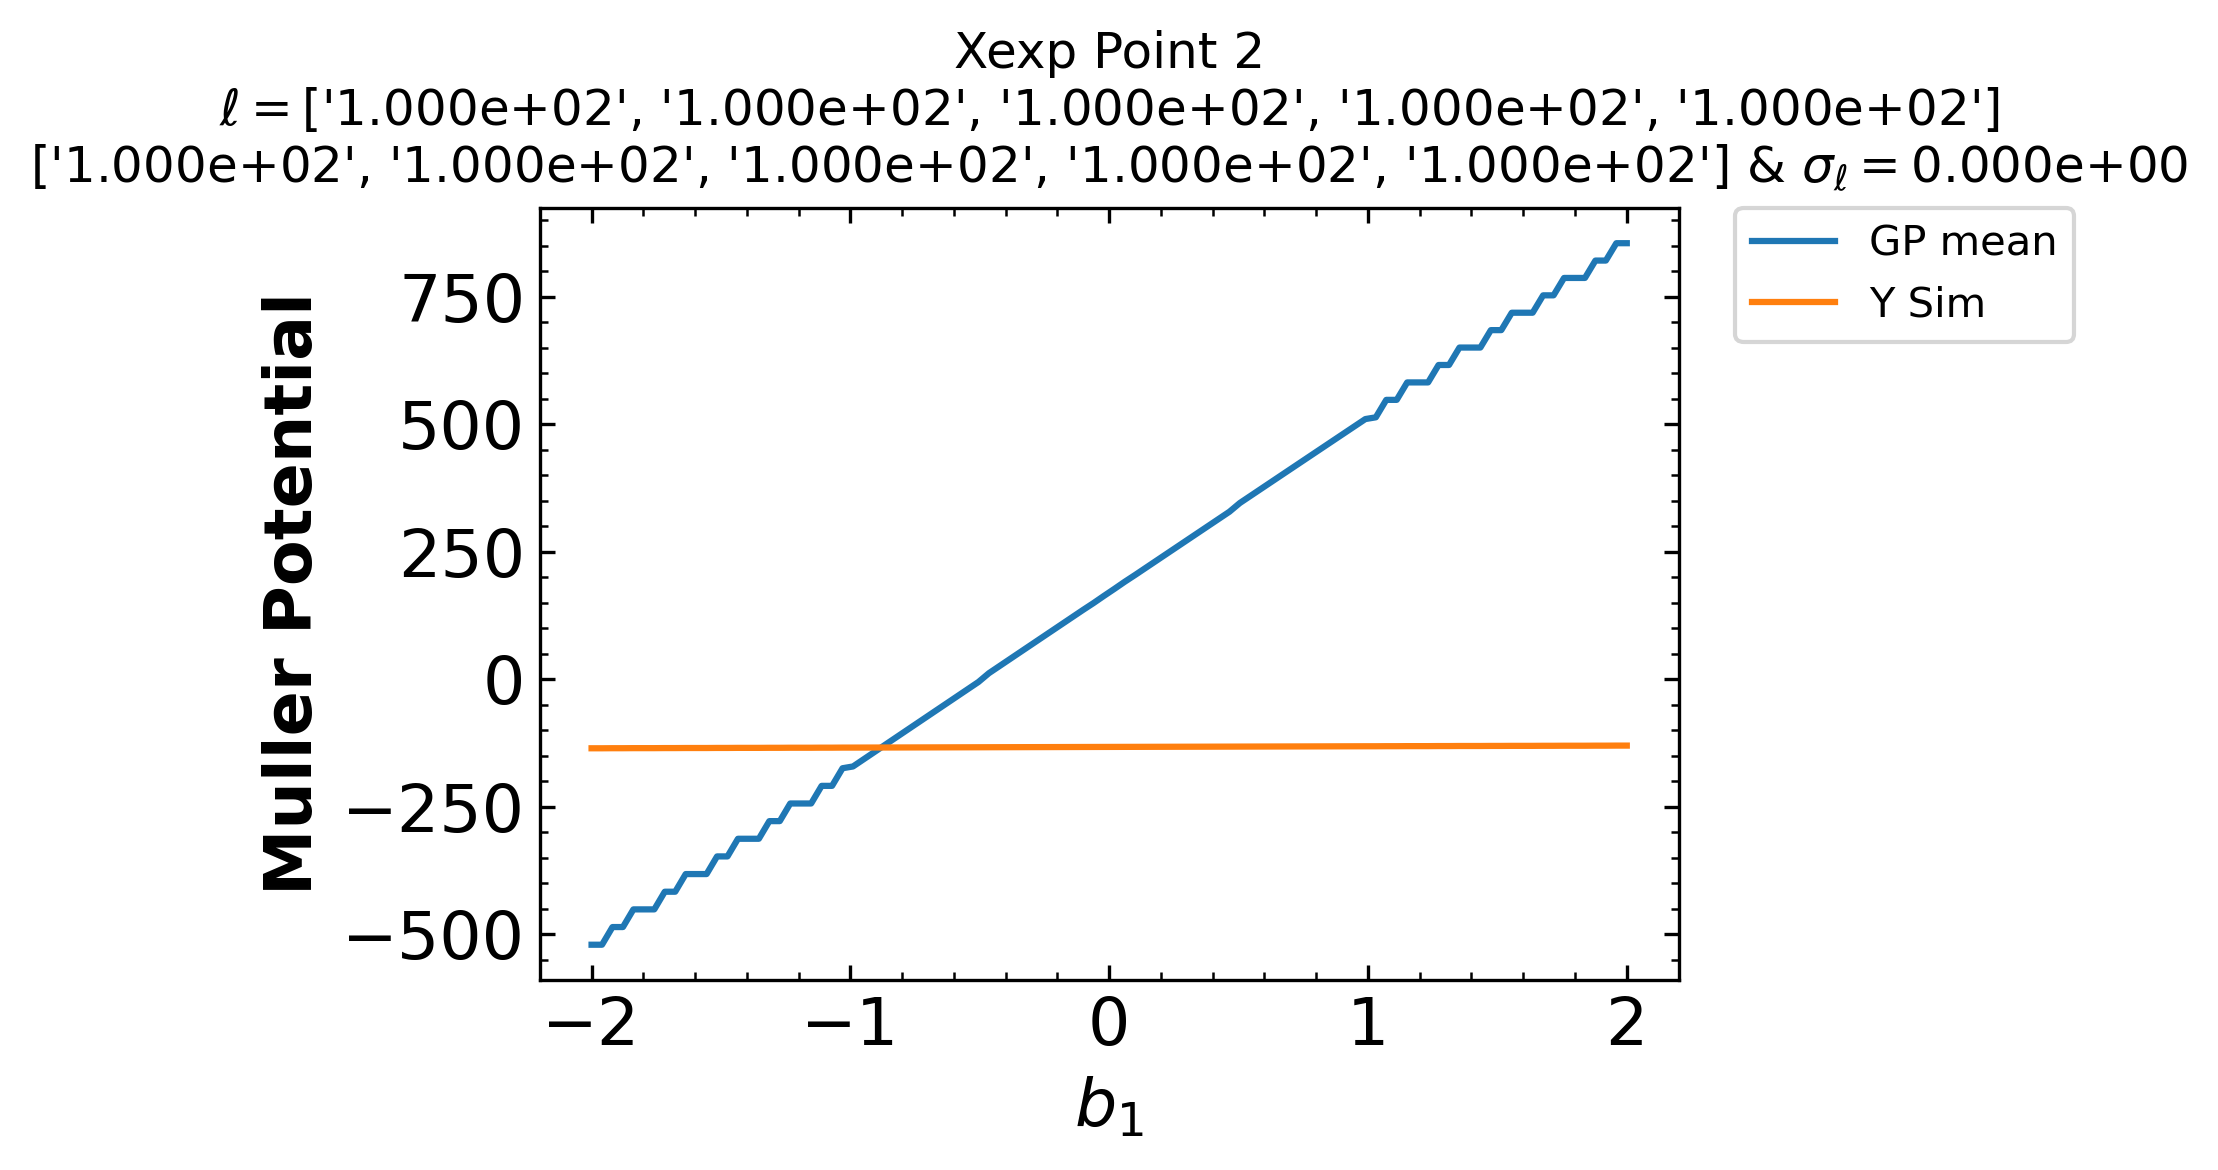 Xexp Point 2
ℓ = ['1.000e+02', '1.000e+02', '1.000e+02', '1.000e+02', '1.000e+02']
['1.000e+02', '1.000e+02', '1.000e+02', '1.000e+02', '1.000e+02'] & σ_ℓ = 0.000e+00
GP mean
Y Sim
Muller Potential
750
500
250
0
−250
−500
−2 −1 0 1 2
b₁